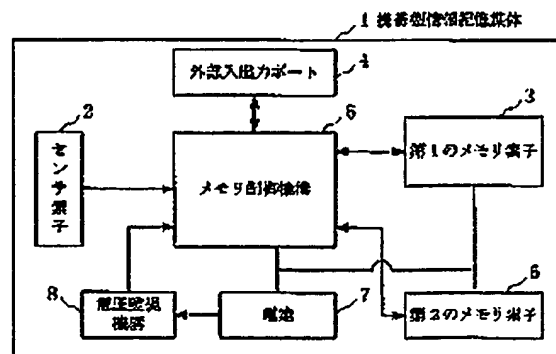 1 携帯型情報記憶媒体
外部入出力ポート
4
2
センサ素子
メモリ制御機構
3
第1のメモリ素子
電圧監視
機構
8
電池
7
第2のメモリ素子
6